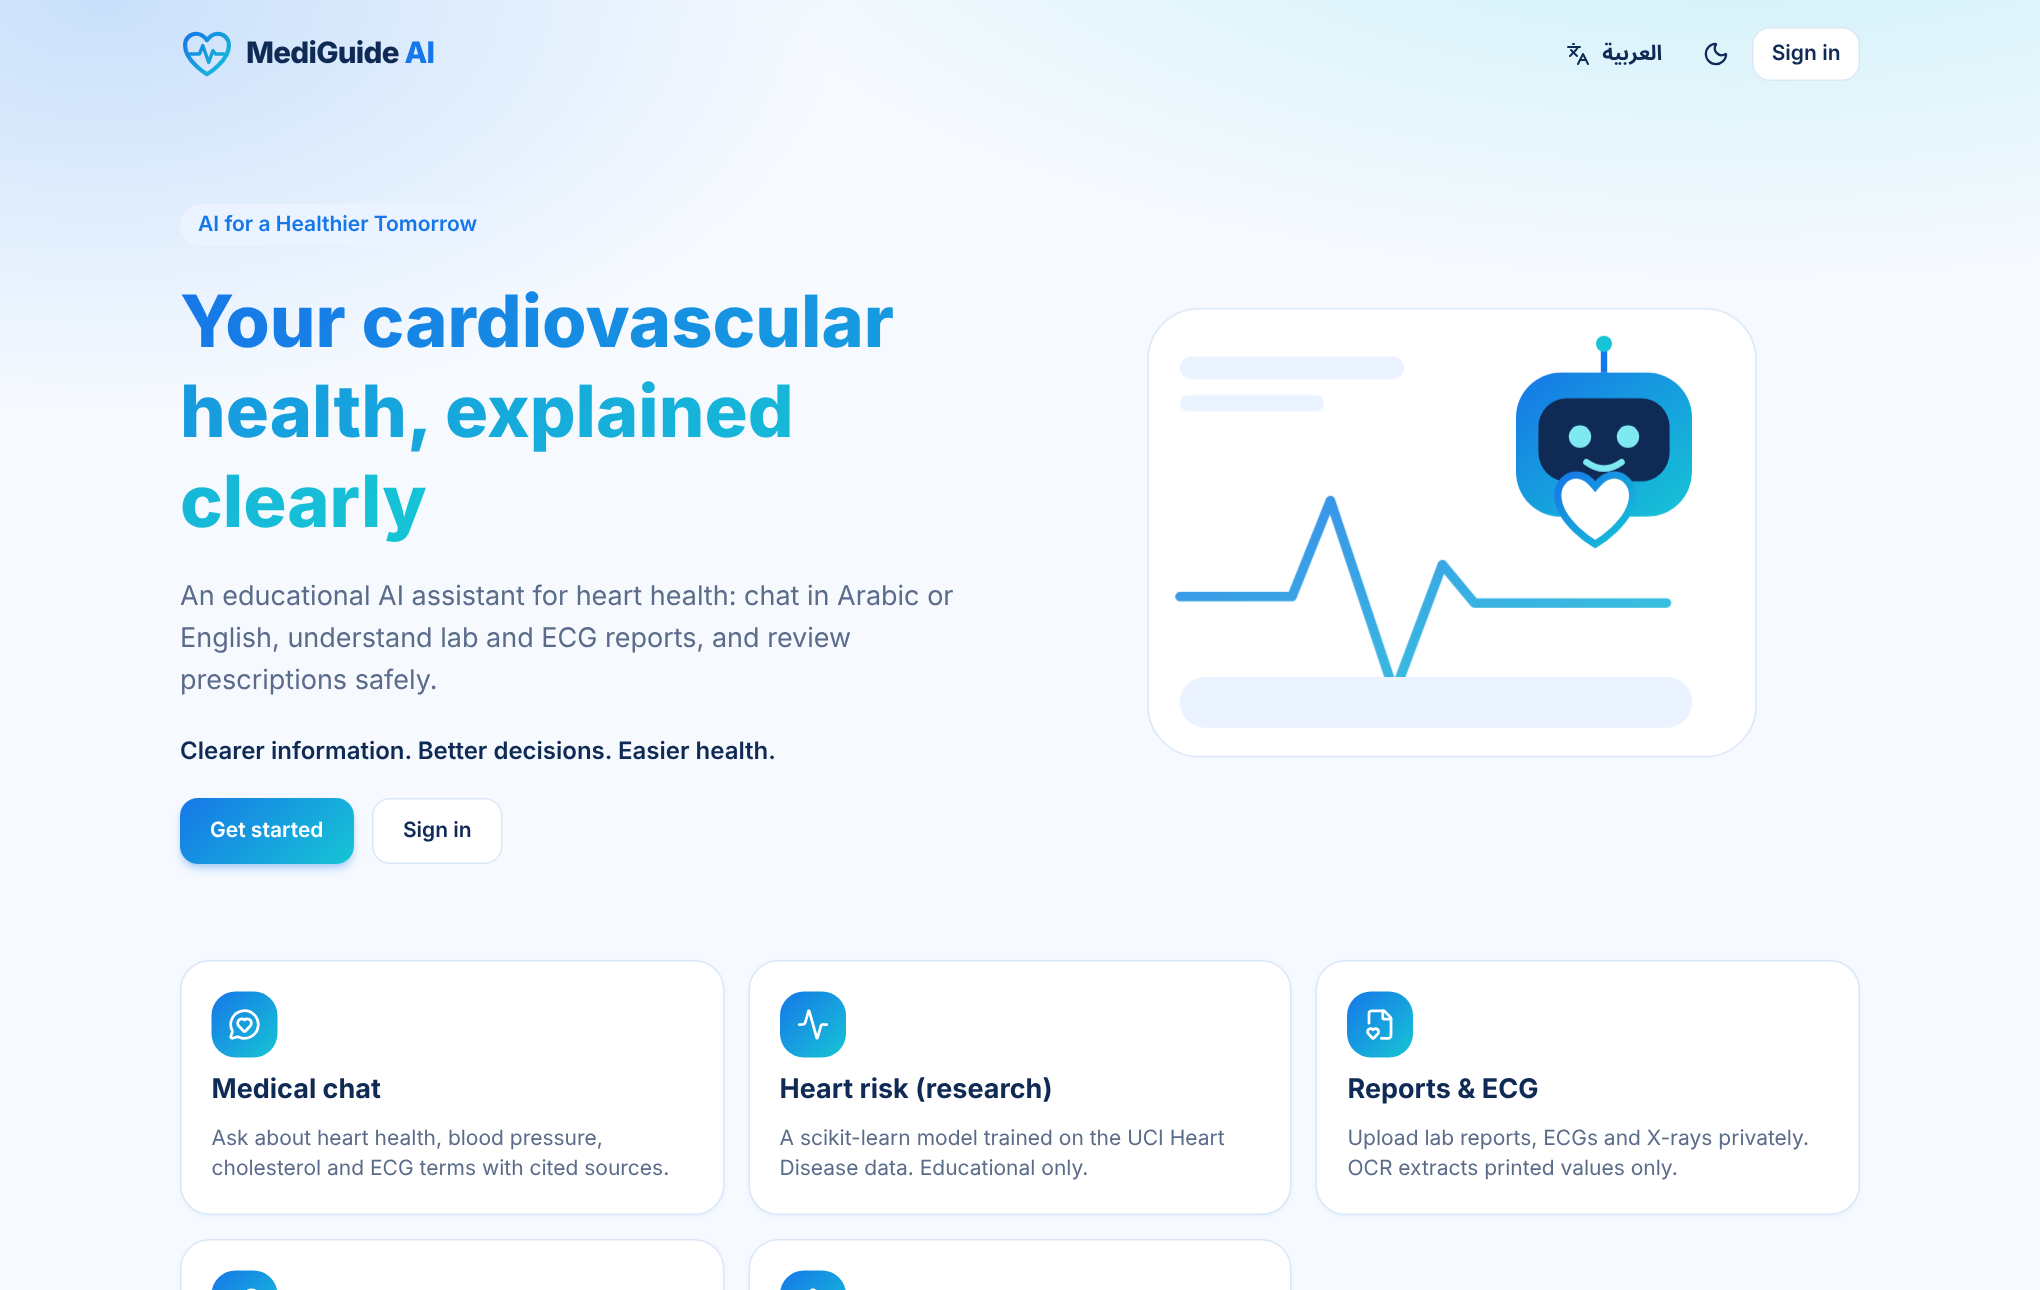 MediGuide AI
العربية
Sign in
AI for a Healthier Tomorrow
Your cardiovascular
health, explained
clearly
An educational AI assistant for heart health: chat in Arabic or
English, understand lab and ECG reports, and review
prescriptions safely.
Clearer information. Better decisions. Easier health.
Get started
Sign in
Medical chat
Ask about heart health, blood pressure,
cholesterol and ECG terms with cited sources.
Heart risk (research)
A scikit-learn model trained on the UCI Heart
Disease data. Educational only.
Reports & ECG
Upload lab reports, ECGs and X-rays privately.
OCR extracts printed values only.